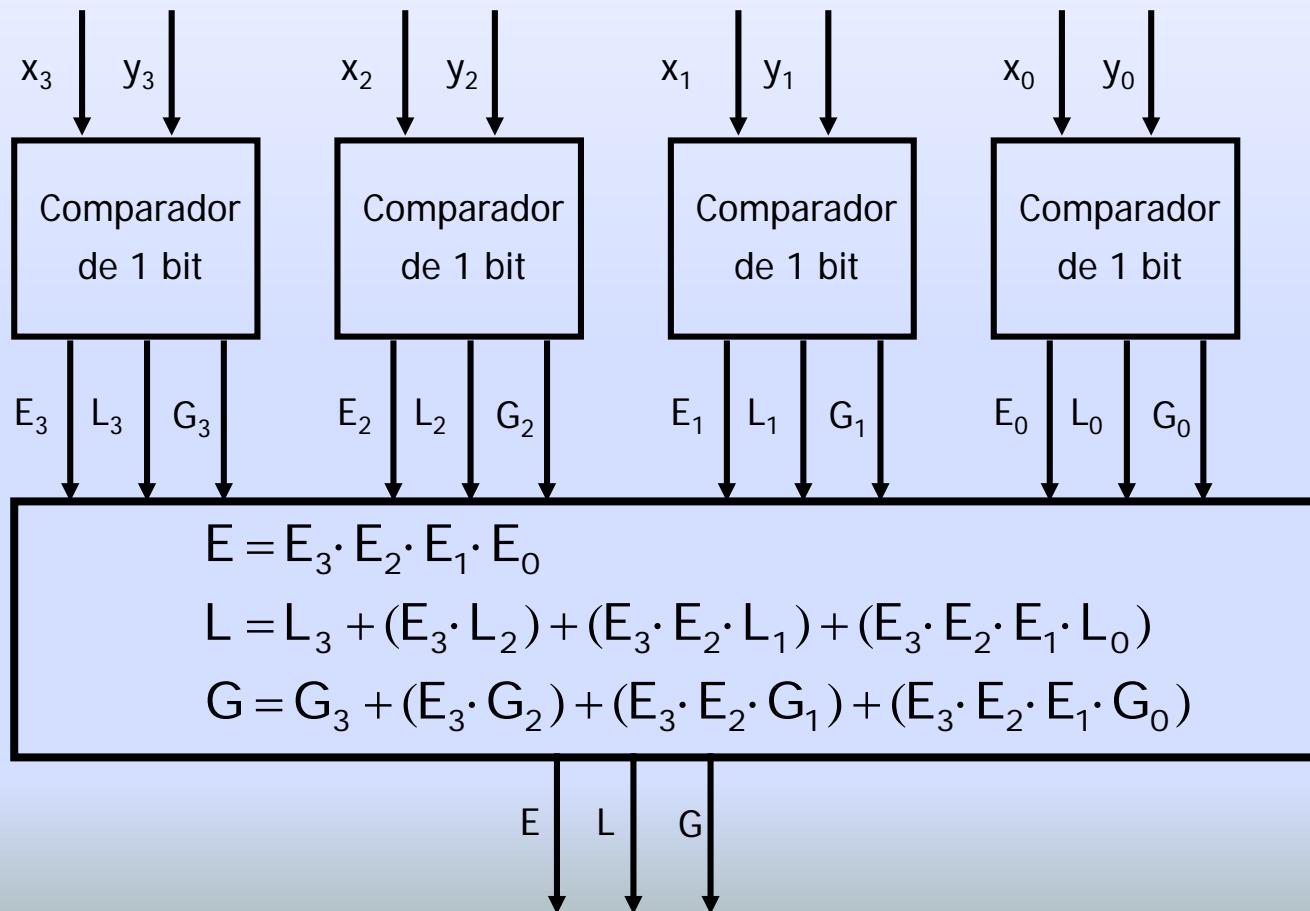 x₃ y₃ x₂ y₂ x₁ y₁ x₀ y₀
Comparador Comparador Comparador Comparador
de 1 bit de 1 bit de 1 bit de 1 bit
E₃ L₃ G₃ E₂ L₂ G₂ E₁ L₁ G₁ E₀ L₀ G₀
E = E₃·E₂·E₁·E₀
L = L₃ + (E₃·L₂) + (E₃·E₂·L₁) + (E₃·E₂·E₁·L₀)
G = G₃ + (E₃·G₂) + (E₃·E₂·G₁) + (E₃·E₂·E₁·G₀)
E L G